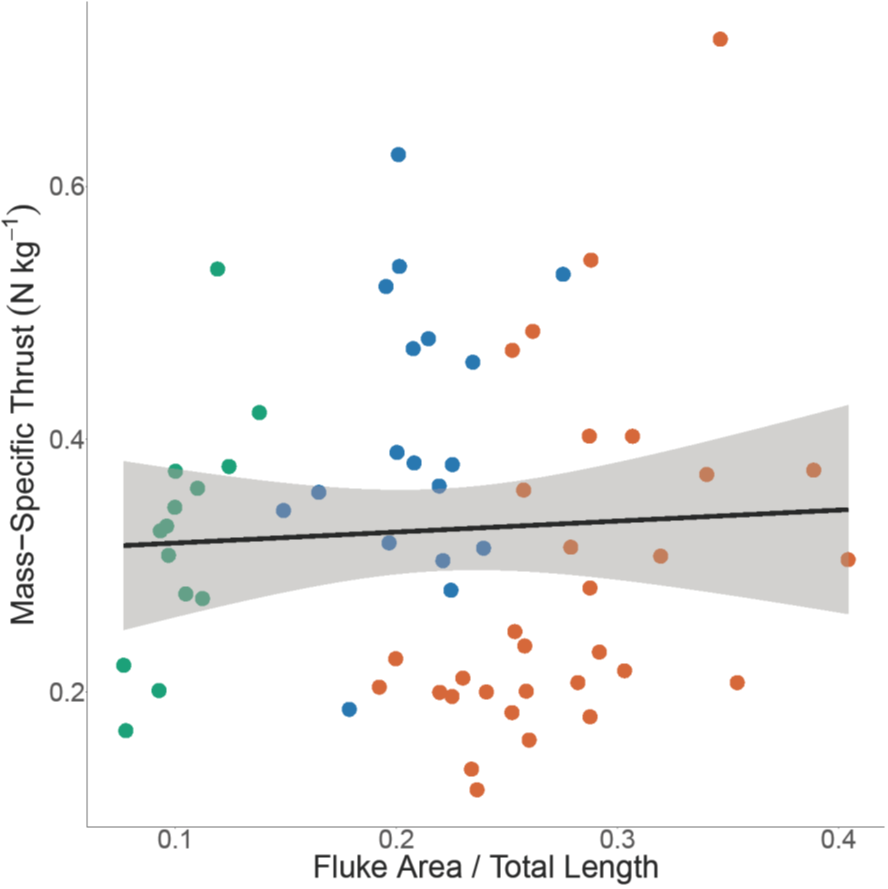 Mass−Specific Thrust (N kg⁻¹)
0.6
0.4
0.2
0.1 0.2 0.3 0.4
Fluke Area / Total Length